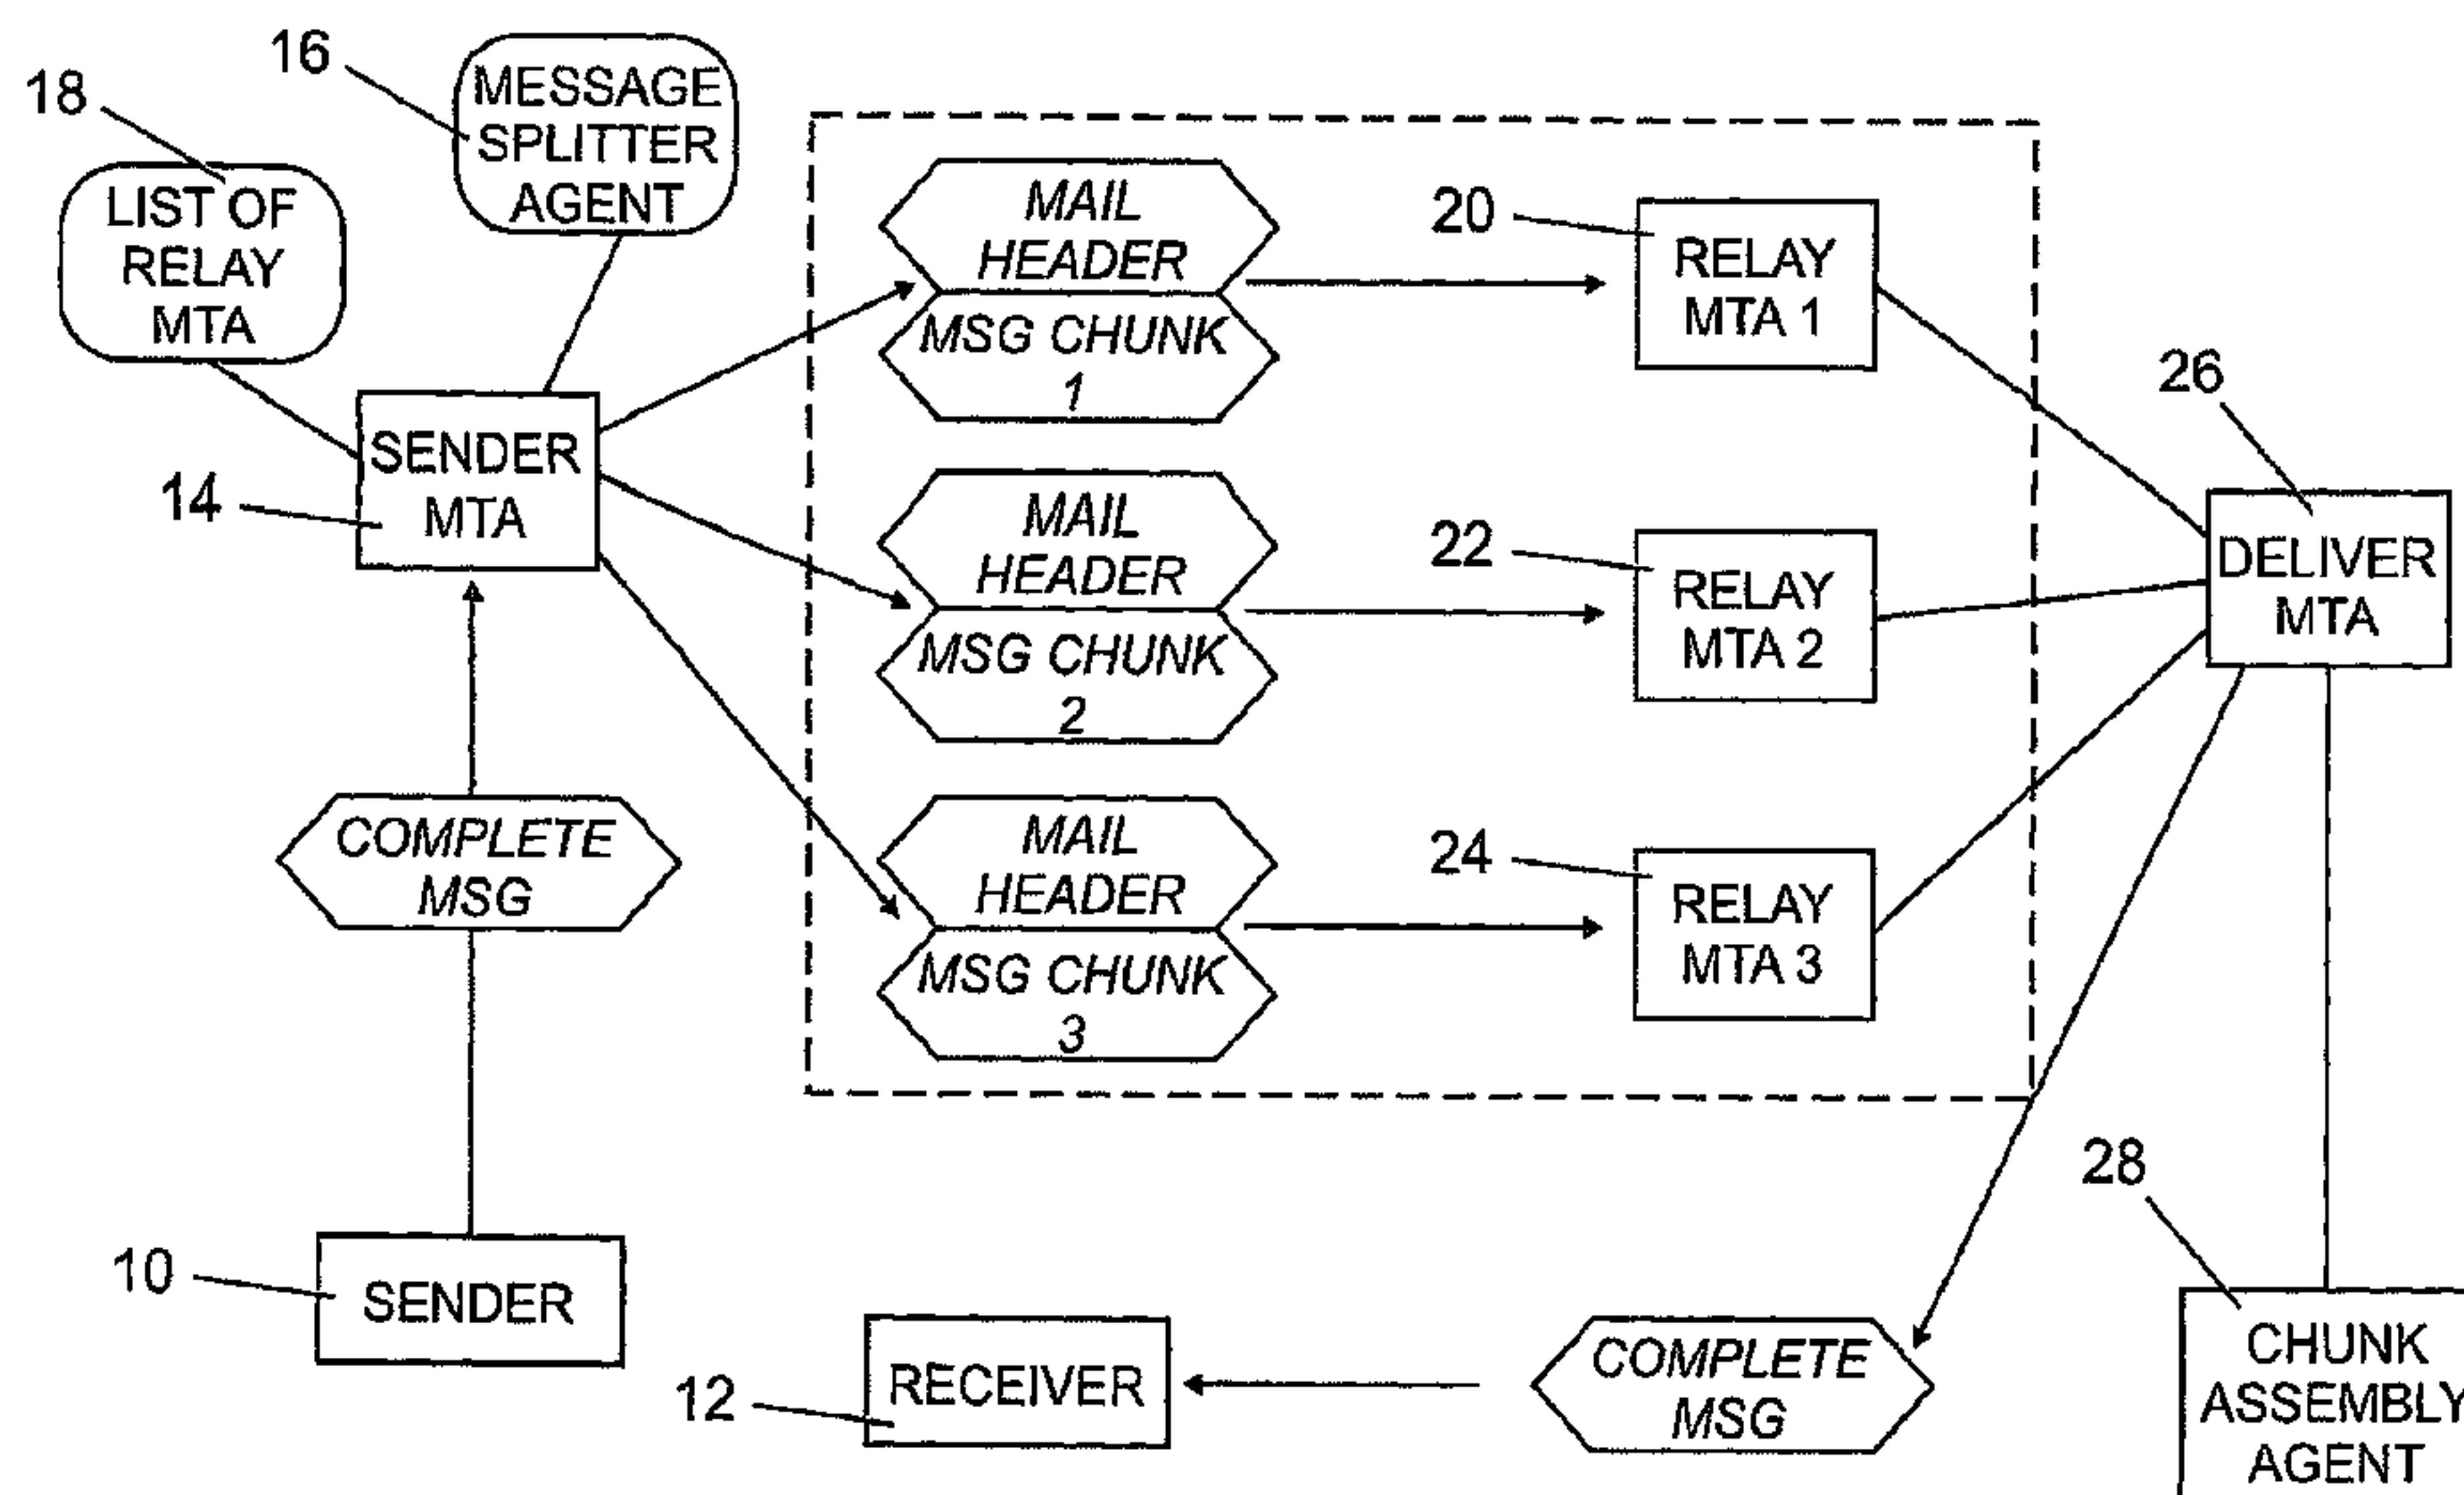 16
MESSAGE
SPLITTER
AGENT
18
LIST OF
RELAY
MTA
MAIL
HEADER
MSG CHUNK
1
20
RELAY
MTA 1
26
14
SENDER
MTA
MAIL
HEADER
MSG CHUNK
2
22
RELAY
MTA 2
DELIVER
MTA
COMPLETE
MSG
MAIL
HEADER
MSG CHUNK
3
24
RELAY
MTA 3
28
10
SENDER
12
RECEIVER
COMPLETE
MSG
CHUNK
ASSEMBLY
AGENT